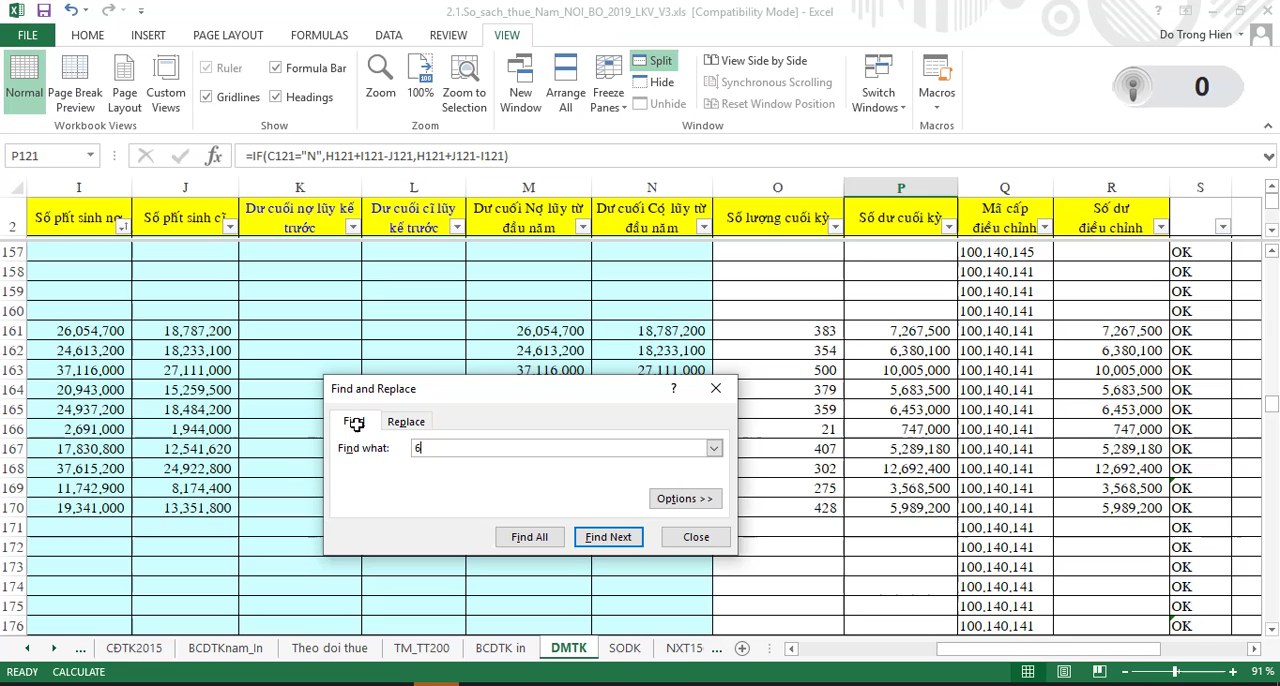 2.1.So_sach_thue_Nam_NOI_BO_2019_LKV_V3.xls [Compatibility Mode] - Excel
FILE HOME INSERT PAGE LAYOUT FORMULAS DATA REVIEW VIEW Do Trong Hien
Normal Page Break Preview Page Layout Custom Views
Workbook Views
Ruler Formula Bar
Gridlines Headings
Show
Zoom 100% Zoom to Selection
Zoom
New Window Arrange All Freeze Panes
Split
Hide
Unhide
View Side by Side
Synchronous Scrolling
Reset Window Position
Window
Switch Windows
Macros
Macros
0
P121 fx =IF(C121="N",H121+I121-J121,H121+J121-I121)
I J K L M N O P Q R S
2 Số phít sinh nợ Số phít sinh cĩ Dư cuối nợ lũy kế trước Dư cuối cĩ lũy kế trước Dư cuối Nợ lũy từ đầu năm Dư cuối Có lũy từ đầu năm Số lượng cuối kỳ Số dư cuối kỳ Mã cấp điều chỉnh Số dư điều chỉnh
157 100.140.145 OK
158 100.140.141 OK
159 100.140.141 OK
160 100.140.141 OK
161 26,054,700 18,787,200 26,054,700 18,787,200 383 7,267,500 100.140.141 7,267,500 OK
162 24,613,200 18,233,100 24,613,200 18,233,100 354 6,380,100 100.140.141 6,380,100 OK
163 37,116,000 27,111,000 37,116,000 27,111,000 500 10,005,000 100.140.141 10,005,000 OK
164 20,943,000 15,259,500 379 5,683,500 100.140.141 5,683,500 OK
165 24,937,200 18,484,200 359 6,453,000 100.140.141 6,453,000 OK
166 2,691,000 1,944,000 21 747,000 100.140.141 747,000 OK
167 17,830,800 12,541,620 407 5,289,180 100.140.141 5,289,180 OK
168 37,615,200 24,922,800 302 12,692,400 100.140.141 12,692,400 OK
169 11,742,900 8,174,400 275 3,568,500 100.140.141 3,568,500 OK
170 19,341,000 13,351,800 428 5,989,200 100.140.141 5,989,200 OK
171 100.140.141 OK
172 100.140.141 OK
173 100.140.141 OK
174 100.140.141 OK
175 100.140.141 OK
176 100.140.141 OK
Find and Replace
Find Replace
Find what: 6
Options >>
Find All Find Next Close
... CĐTK2015 BCDTKnam_In Theo doi thue TM_TT200 BCDTK in DMTK SODK NXT15 ...
READY CALCULATE 91%